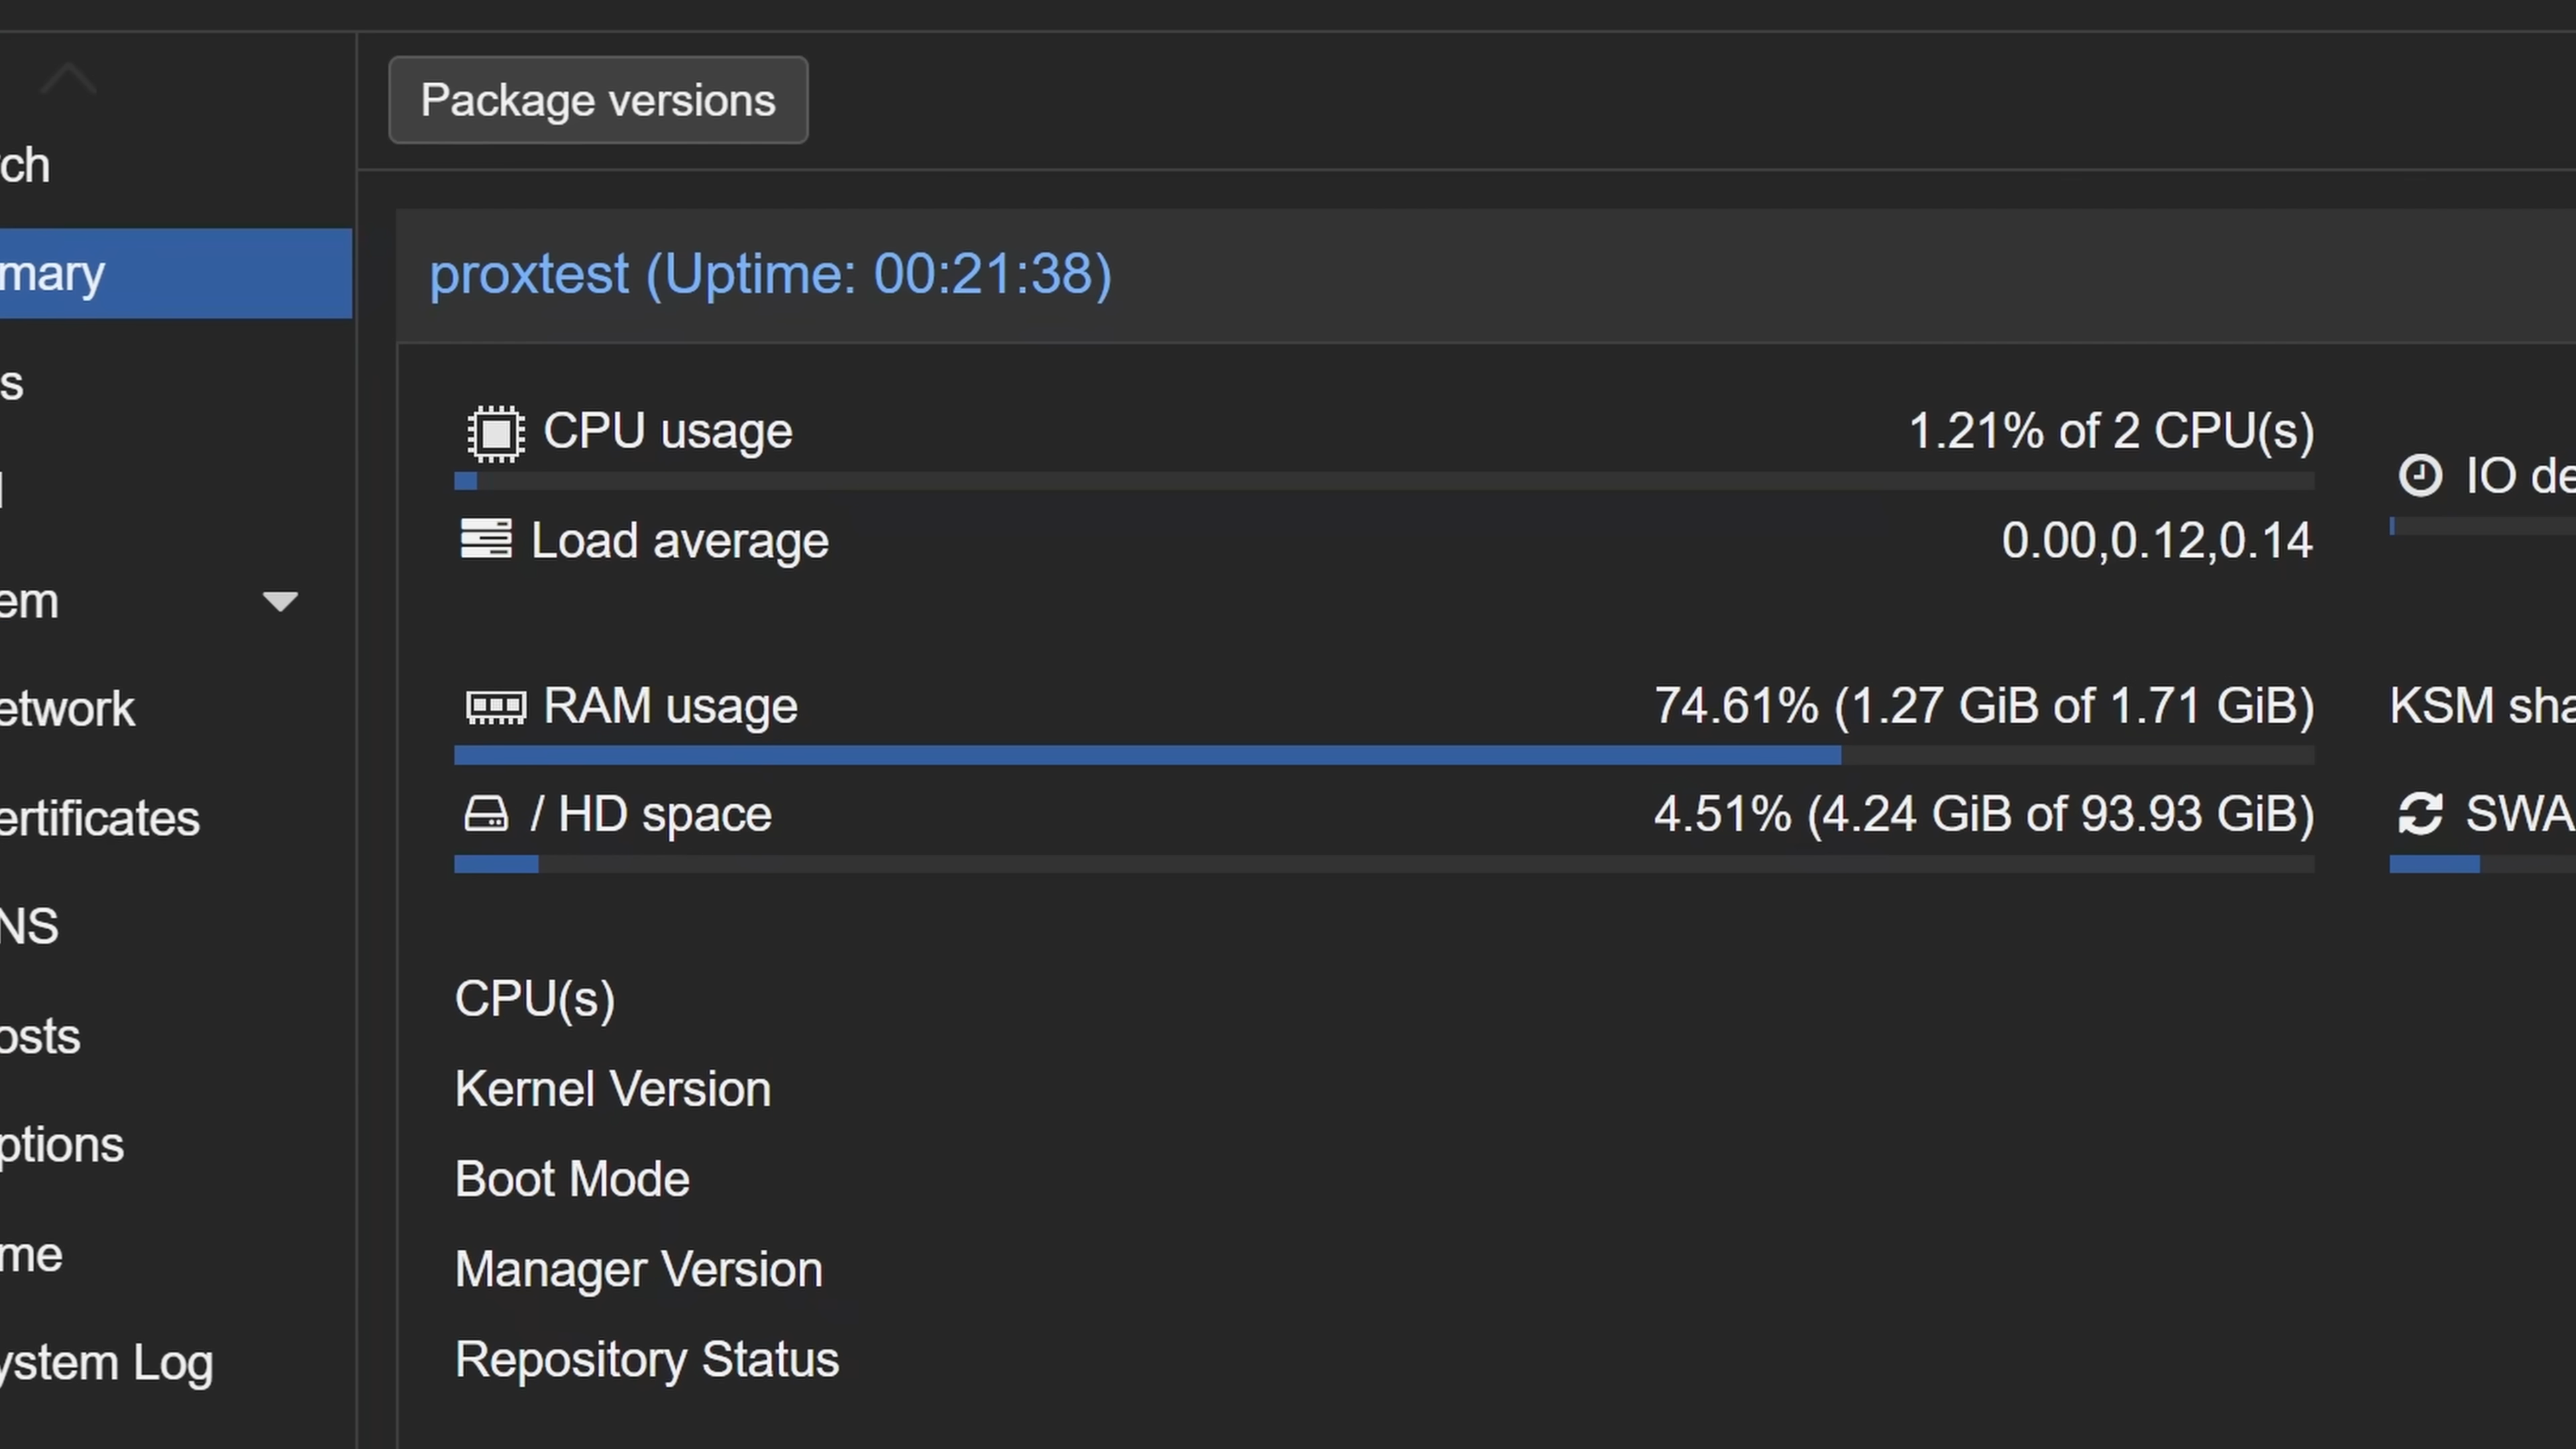 Package versions
ch
mary
s
em
etwork
ertificates
NS
osts
ptions
me
ystem Log
proxtest (Uptime: 00:21:38)
CPU usage 1.21% of 2 CPU(s)
Load average 0.00,0.12,0.14
IO de
RAM usage 74.61% (1.27 GiB of 1.71 GiB)
/ HD space 4.51% (4.24 GiB of 93.93 GiB)
KSM sha
SWA
CPU(s)
Kernel Version
Boot Mode
Manager Version
Repository Status